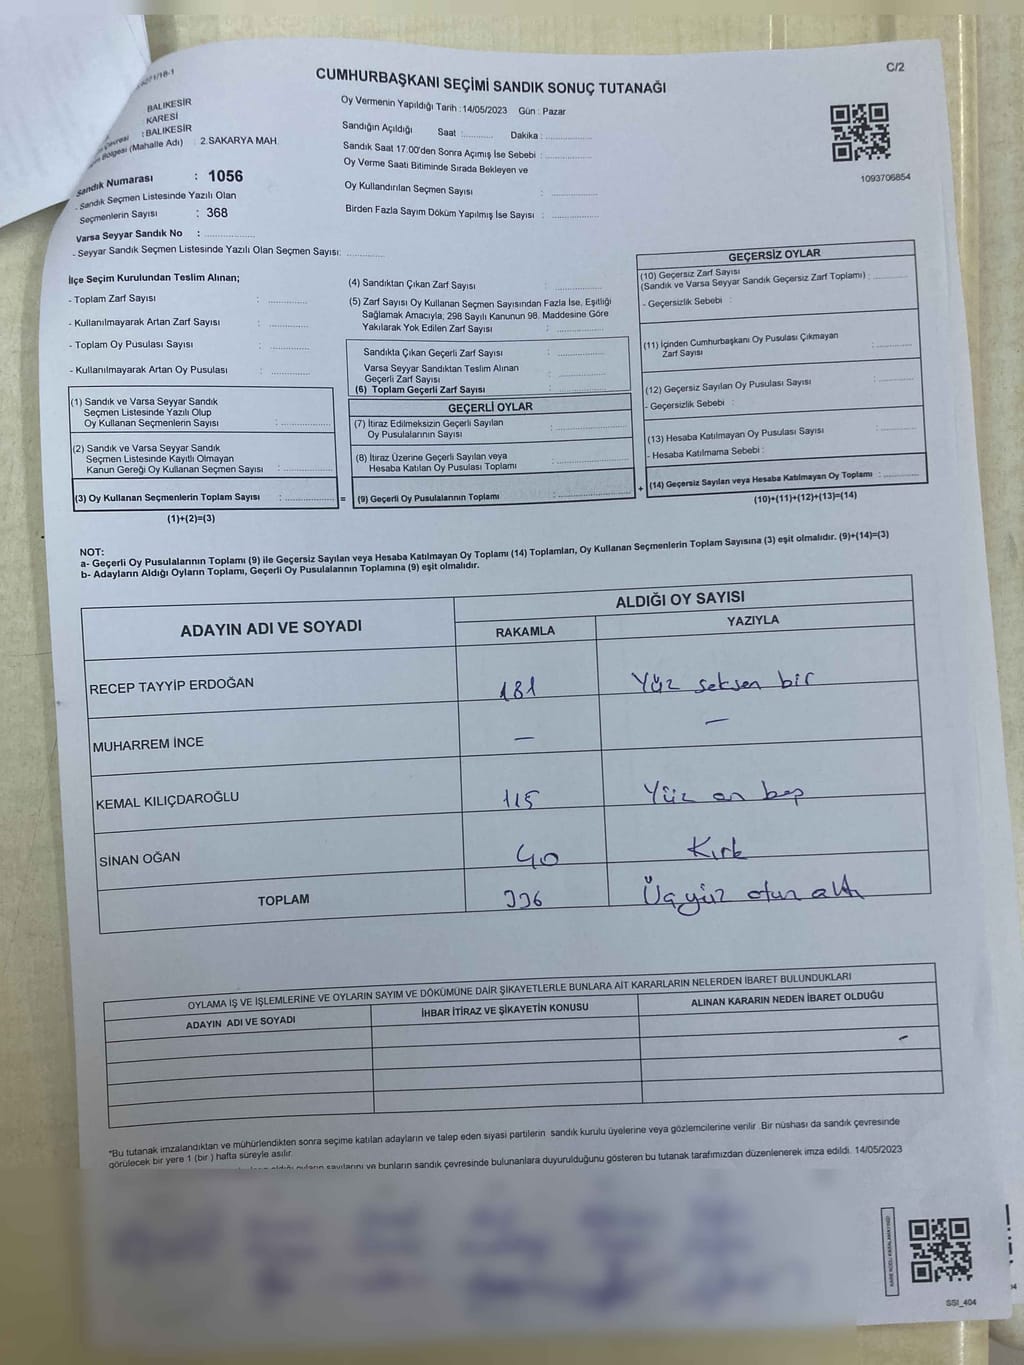 C/2
CUMHURBAŞKANI SEÇİMİ SANDIK SONUÇ TUTANAĞI
BALIKESİR
KARESİ
: BALIKESİR
Bölgesi (Mahalle Adı) : 2.SAKARYA MAH.
Sandık Numarası : 1056
- Sandık Seçmen Listesinde Yazılı Olan
Seçmenlerin Sayısı : 368
Varsa Seyyar Sandık No : ..............
- Seyyar Sandık Seçmen Listesinde Yazılı Olan Seçmen Sayısı: ............
Oy Vermenin Yapıldığı Tarih : 14/05/2023 Gün : Pazar
Sandığın Açıldığı Saat :........... Dakika : ..............
Sandık Saat 17.00'den Sonra Açımış İse Sebebi : ..............
Oy Verme Saati Bitiminde Sırada Bekleyen ve
Oy Kullandırılan Seçmen Sayısı : ..............
Birden Fazla Sayım Döküm Yapılmış İse Sayısı : ..............
1093706854
İlçe Seçim Kurulundan Teslim Alınan;
- Toplam Zarf Sayısı : ............
- Kullanılmayarak Artan Zarf Sayısı : ............
- Toplam Oy Pusulası Sayısı : ............
- Kullanılmayarak Artan Oy Pusulası : ............
(1) Sandık ve Varsa Seyyar Sandık
Seçmen Listesinde Yazılı Olup
Oy Kullanan Seçmenlerin Sayısı : ..............
(2) Sandık ve Varsa Seyyar Sandık
Seçmen Listesinde Kayıtlı Olmayan
Kanun Gereği Oy Kullanan Seçmen Sayısı : ..............
(3) Oy Kullanan Seçmenlerin Toplam Sayısı : ..............
(1)+(2)=(3)
(4) Sandıktan Çıkan Zarf Sayısı : ..............
(5) Zarf Sayısı Oy Kullanan Seçmen Sayısından Fazla İse, Eşitliği
Sağlamak Amacıyla; 298 Sayılı Kanunun 98. Maddesine Göre
Yakılarak Yok Edilen Zarf Sayısı : ..............
Sandıkta Çıkan Geçerli Zarf Sayısı : ..............
Varsa Seyyar Sandıktan Teslim Alınan
Geçerli Zarf Sayısı : ..............
(6) Toplam Geçerli Zarf Sayısı : ..............
GEÇERLİ OYLAR
(7) İtiraz Edilmeksizin Geçerli Sayılan
Oy Pusulalarının Sayısı : ..............
(8) İtiraz Üzerine Geçerli Sayılan veya
Hesaba Katılan Oy Pusulası Toplamı : ..............
= (9) Geçerli Oy Pusulalarının Toplamı : ..............
GEÇERSİZ OYLAR
(10) Geçersiz Zarf Sayısı
(Sandık ve Varsa Seyyar Sandık Geçersiz Zarf Toplamı) : ..........
- Geçersizlik Sebebi :
(11) İçinden Cumhurbaşkanı Oy Pusulası Çıkmayan
Zarf Sayısı : ..........
(12) Geçersiz Sayılan Oy Pusulası Sayısı : ..........
- Geçersizlik Sebebi :
(13) Hesaba Katılmayan Oy Pusulası Sayısı : ..........
- Hesaba Katılmama Sebebi :
+ (14) Geçersiz Sayılan veya Hesaba Katılmayan Oy Toplamı : ..........
(10)+(11)+(12)+(13)=(14)
NOT:
a- Geçerli Oy Pusulalarının Toplamı (9) ile Geçersiz Sayılan veya Hesaba Katılmayan Oy Toplamı (14) Toplamları, Oy Kullanan Seçmenlerin Toplam Sayısına (3) eşit olmalıdır. (9)+(14)=(3)
b- Adayların Aldığı Oyların Toplamı, Geçerli Oy Pusulalarının Toplamına (9) eşit olmalıdır.
ADAYIN ADI VE SOYADI ALDIĞI OY SAYISI
RAKAMLA YAZIYLA
RECEP TAYYİP ERDOĞAN 181 Yüz seksen bir
MUHARREM İNCE — —
KEMAL KILIÇDAROĞLU 115 Yüz on beş
SİNAN OĞAN 40 Kırk
TOPLAM 336 Üçyüz otuz altı
OYLAMA İŞ VE İŞLEMLERİNE VE OYLARIN SAYIM VE DÖKÜMÜNE DAİR ŞİKAYETLERLE BUNLARA AİT KARARLARIN NELERDEN İBARET BULUNDUKLARI
ADAYIN ADI VE SOYADI İHBAR İTİRAZ VE ŞİKAYETİN KONUSU ALINAN KARARIN NEDEN İBARET OLDUĞU
*Bu tutanak imzalandıktan ve mühürlendikten sonra seçime katılan adayların ve talep eden siyasi partilerin sandık kurulu üyelerine veya gözlemcilerine verilir. Bir nüshası da sandık çevresinde
görülecek bir yere 1 (bir ) hafta süreyle asılır.
oyların sayılarını ve bunların sandık çevresinde bulunanlara duyurulduğunu gösteren bu tutanak tarafımızdan düzenlenerek imza edildi. 14/05/2023
SSI_404